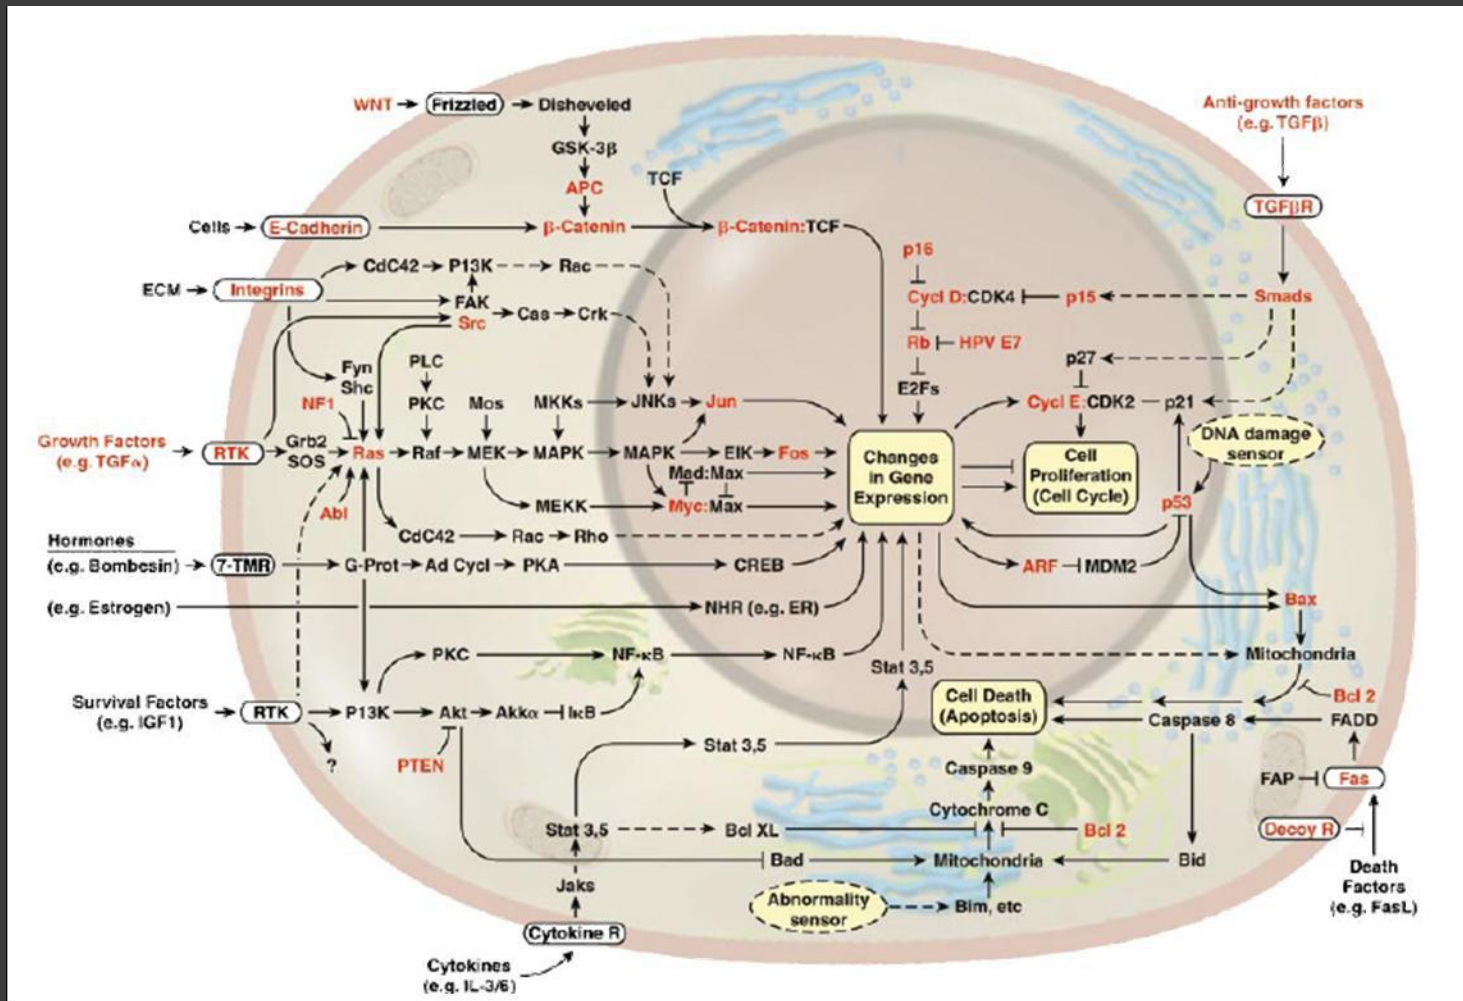 WNT
Frizzled
Disheveled
GSK-3β
APC
TCF
Cells
E-Cadherin
β-Catenin
β-Catenin:TCF
Anti-growth factors
(e.g. TGFβ)
TGFβR
Smads
CdC42
P13K
Rac
ECM
Integrins
FAK
Src
Cas
Crk
p16
Cycl D:CDK4
p15
Rb
HPV E7
E2Fs
p27
Cycl E:CDK2
p21
DNA damage
sensor
Fyn
Shc
PLC
NF1
PKC
Mos
MKKs
JNKs
Jun
Growth Factors
(e.g. TGFα)
RTK
Grb2
SOS
Ras
Raf
MEK
MAPK
MAPK
ElK
Fos
Mad:Max
Myc:Max
MEKK
Abl
Changes
in Gene
Expression
Cell
Proliferation
(Cell Cycle)
p53
CdC42
Rac
Rho
Hormones
(e.g. Bombesin)
7-TMR
G-Prot
Ad Cycl
PKA
CREB
ARF
MDM2
(e.g. Estrogen)
NHR (e.g. ER)
Bax
PKC
NF-κB
NF-κB
Stat 3,5
Mitochondria
Survival Factors
(e.g. IGF1)
RTK
P13K
Akt
Akkα
IκB
?
PTEN
Cell Death
(Apoptosis)
Bcl 2
Caspase 8
FADD
Stat 3,5
Caspase 9
FAP
Fas
Cytochrome C
Stat 3,5
Bcl XL
Bcl 2
Decoy R
Bad
Mitochondria
Bid
Death
Factors
(e.g. FasL)
Jaks
Abnormality
sensor
Bim, etc
Cytokine R
Cytokines
(e.g. IL-3/6)